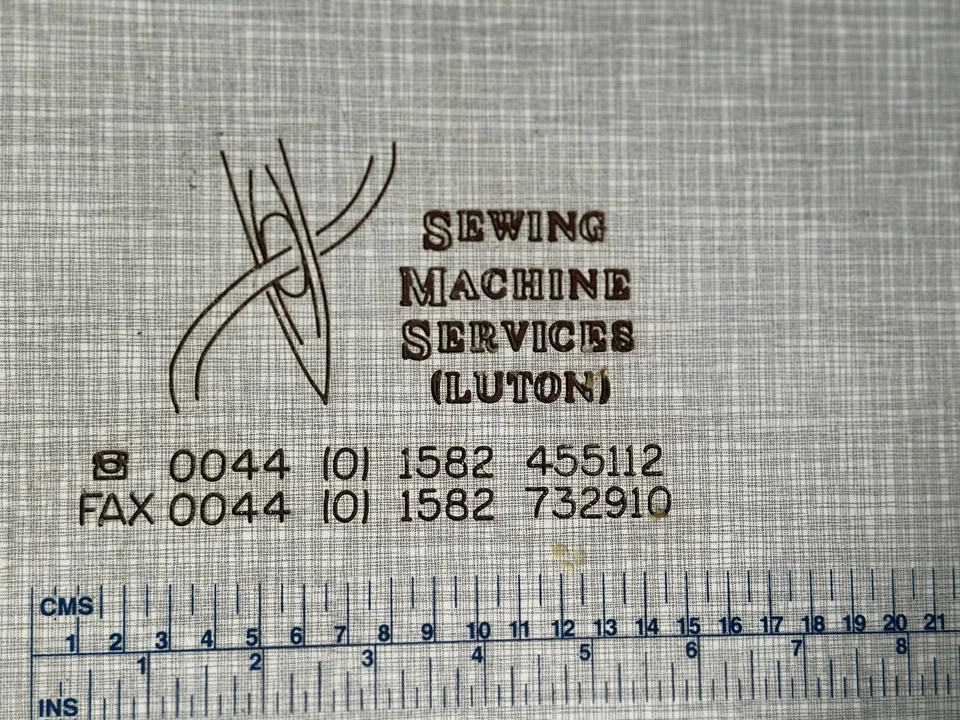 SEWING
MACHINE
SERVICES
(LUTON)
☎ 0044 (0) 1582 455112
FAX 0044 (0) 1582 732910
CMS
1 2 3 4 5 6 7 8 9 10 11 12 13 14 15 16 17 18 19 20 21
1 2 3 4 5 6 7 8
INS